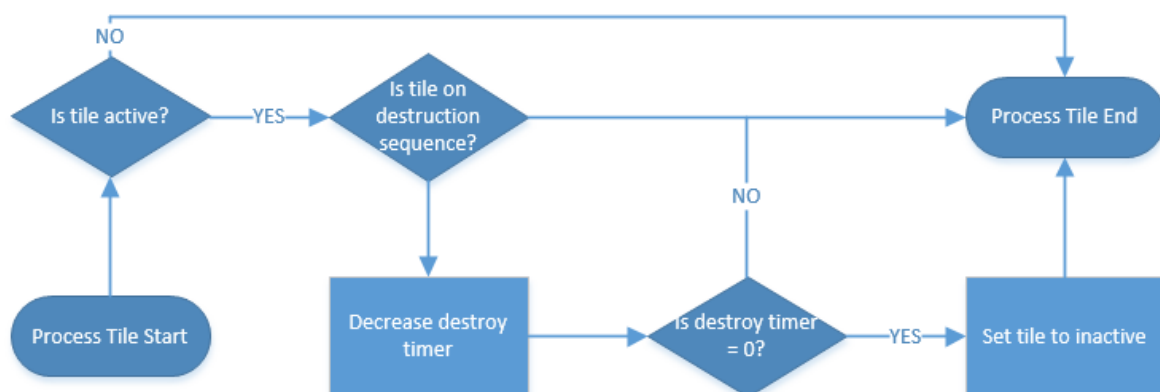 NO
Is tile active?
YES
Is tile on
destruction
sequence?
Process Tile End
NO
Process Tile Start
Decrease destroy
timer
Is destroy timer
= 0?
YES
Set tile to inactive